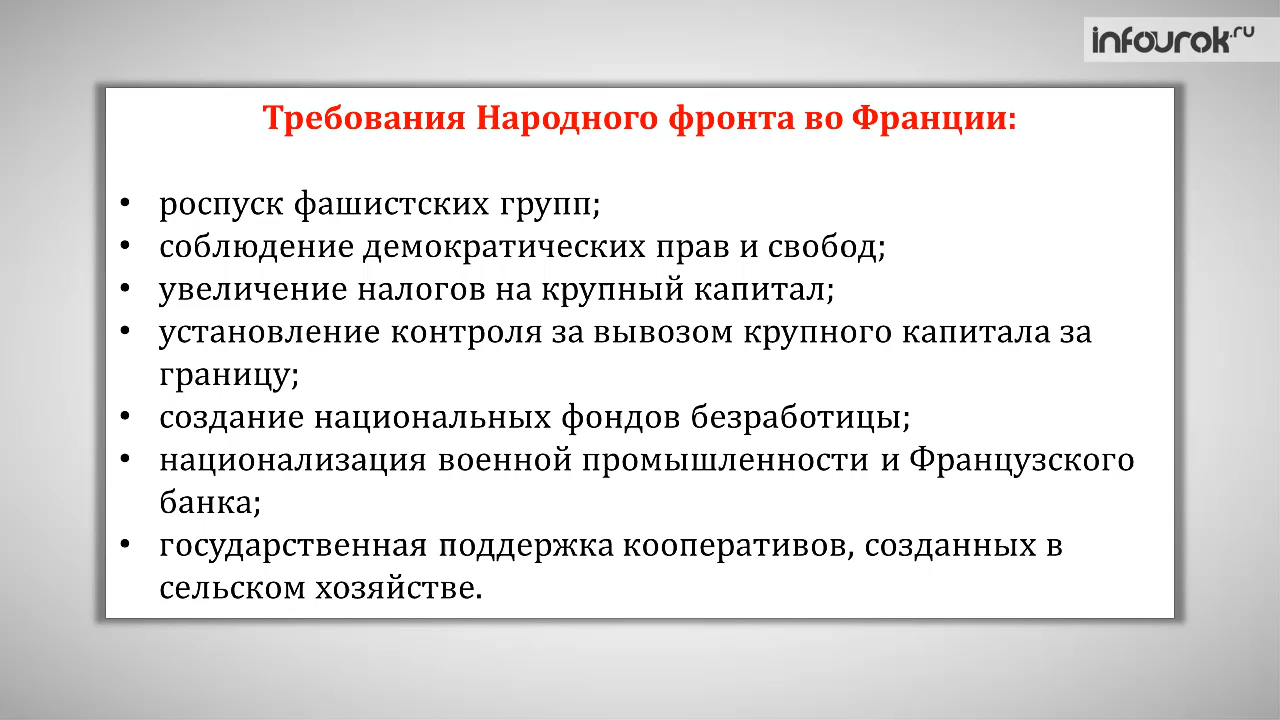 infourok.ru
Требования Народного фронта во Франции:
• роспуск фашистских групп;
• соблюдение демократических прав и свобод;
• увеличение налогов на крупный капитал;
• установление контроля за вывозом крупного капитала за
границу;
• создание национальных фондов безработицы;
• национализация военной промышленности и Французского
банка;
• государственная поддержка кооперативов, созданных в
сельском хозяйстве.